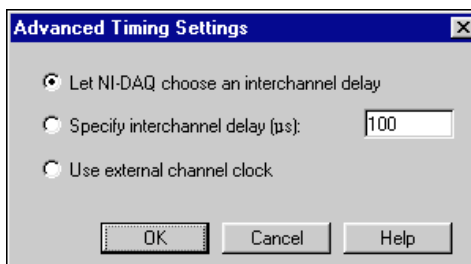 Advanced Timing Settings
Let NI-DAQ choose an interchannel delay
Specify interchannel delay (µs): 100
Use external channel clock
OK Cancel Help